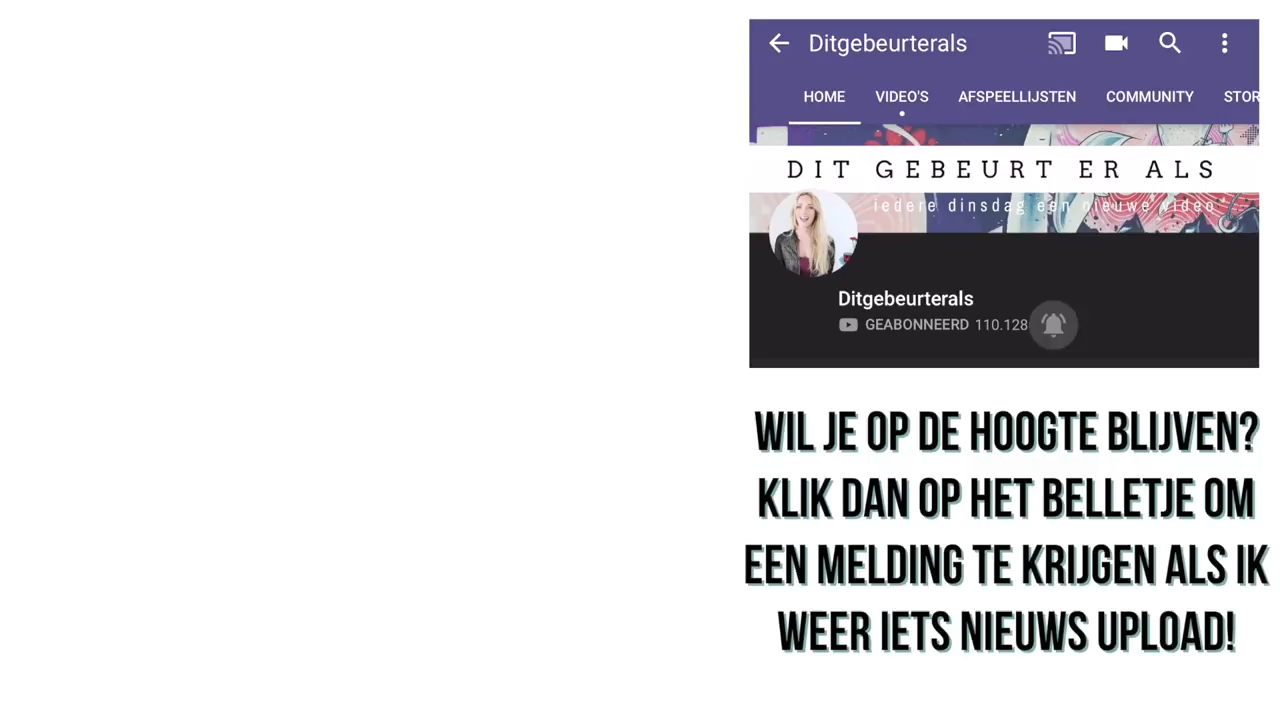 Ditgebeurterals
HOME VIDEO'S AFSPEELLIJSTEN COMMUNITY STOR
DIT GEBEURT ER ALS
iedere dinsdag een nieuwe video
Ditgebeurterals
GEABONNEERD 110.128
WIL JE OP DE HOOGTE BLIJVEN?
KLIK DAN OP HET BELLETJE OM
EEN MELDING TE KRIJGEN ALS IK
WEER IETS NIEUWS UPLOAD!